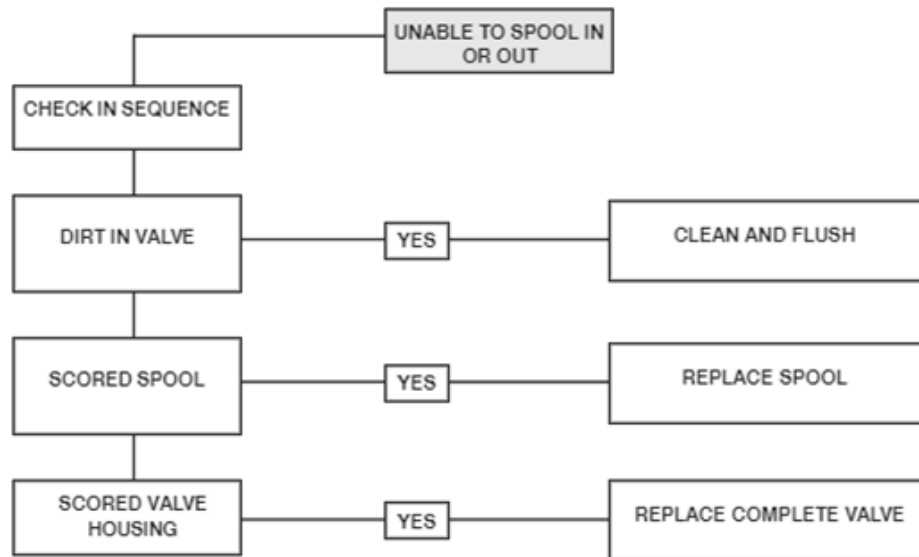 UNABLE TO SPOOL IN
OR OUT
CHECK IN SEQUENCE
DIRT IN VALVE
YES
CLEAN AND FLUSH
SCORED SPOOL
YES
REPLACE SPOOL
SCORED VALVE
HOUSING
YES
REPLACE COMPLETE VALVE